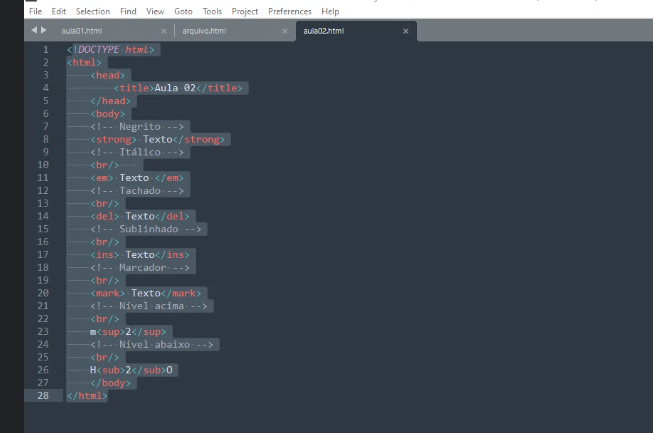 File Edit Selection Find View Goto Tools Project Preferences Help
aula01.html × arquivo.html × aula02.html ×
1 <!DOCTYPE html>
2 <html>
3 <head>
4 <title>Aula 02</title>
5 </head>
6 <body>
7 <!-- Negrito -->
8 <strong> Texto</strong>
9 <!-- Itálico -->
10 <br/>
11 <em> Texto </em>
12 <!-- Tachado -->
13 <br/>
14 <del> Texto</del>
15 <!-- Sublinhado -->
16 <br/>
17 <ins> Texto</ins>
18 <!-- Marcador -->
19 <br/>
20 <mark> Texto</mark>
21 <!-- Nível acima -->
22 <br/>
23 m<sup>2</sup>
24 <!-- Nível abaixo -->
25 <br/>
26 H<sub>2</sub>O
27 </body>
28 </html>